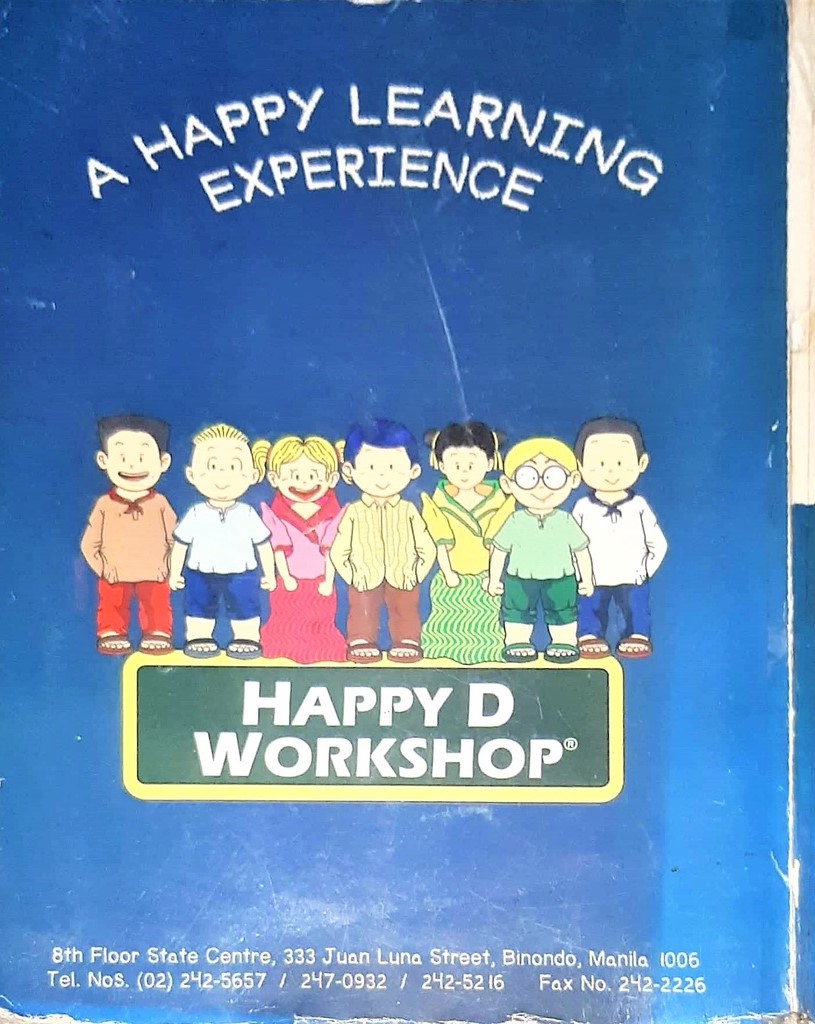 A HAPPY LEARNING
EXPERIENCE
HAPPY D
WORKSHOP®
8th Floor State Centre, 333 Juan Luna Street, Binondo, Manila 1006
Tel. NoS. (02) 242-5657 / 247-0932 / 242-5216 Fax No. 242-2226